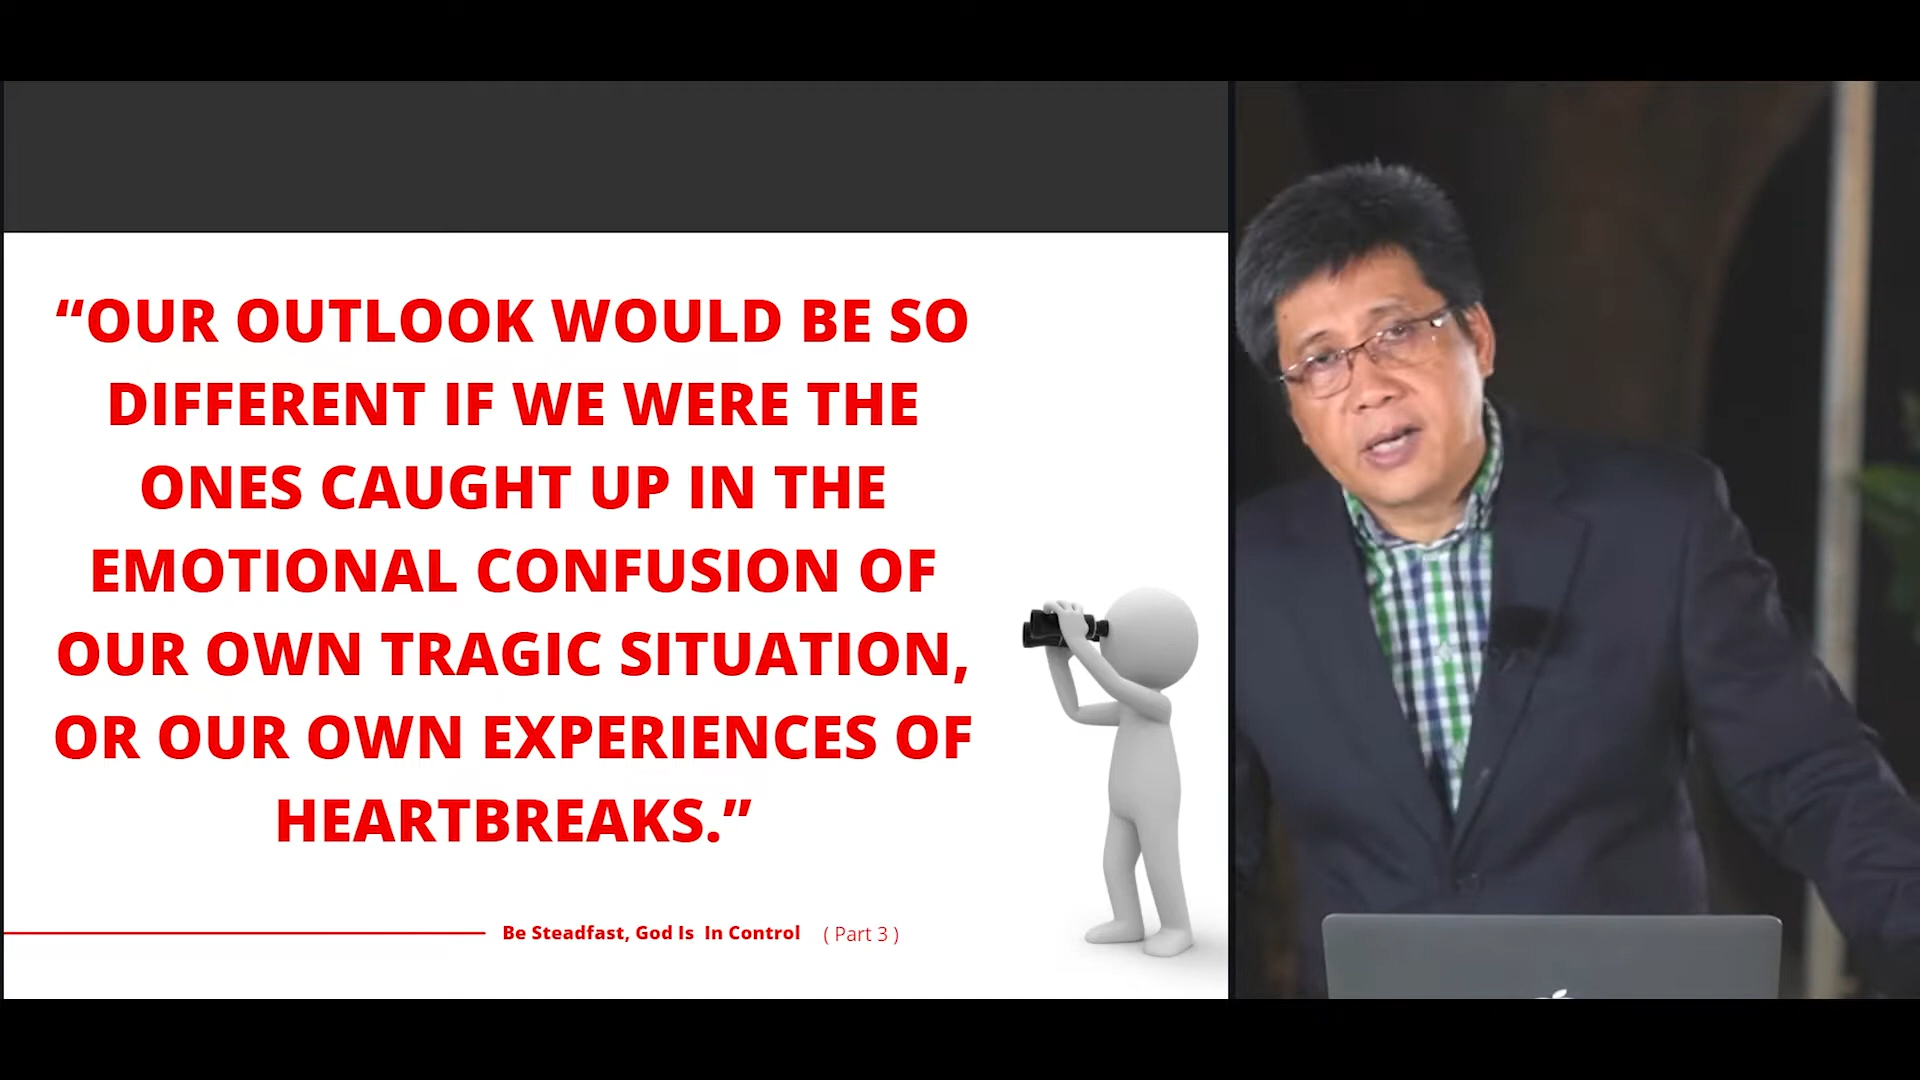 “OUR OUTLOOK WOULD BE SO
DIFFERENT IF WE WERE THE
ONES CAUGHT UP IN THE
EMOTIONAL CONFUSION OF
OUR OWN TRAGIC SITUATION,
OR OUR OWN EXPERIENCES OF
HEARTBREAKS.”
Be Steadfast, God Is In Control ( Part 3 )